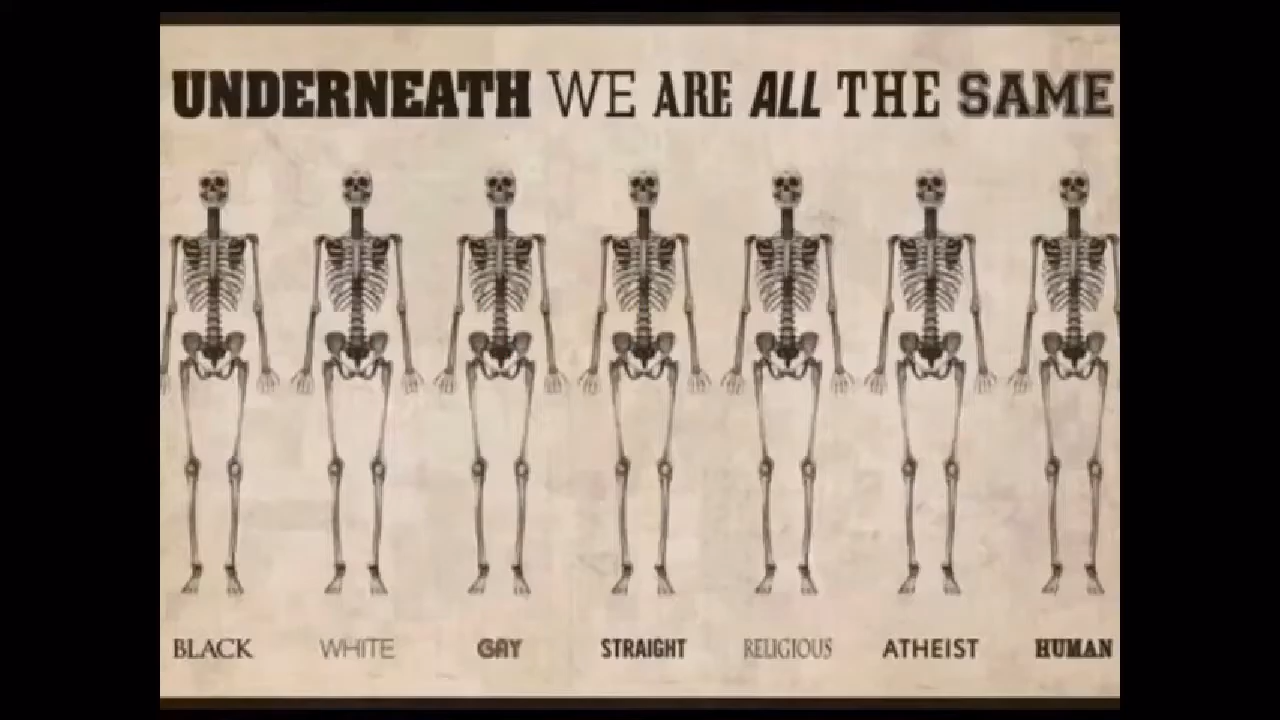 UNDERNEATH WE ARE ALL THE SAME
BLACK WHITE GAY STRAIGHT RELIGIOUS ATHEIST HUMAN